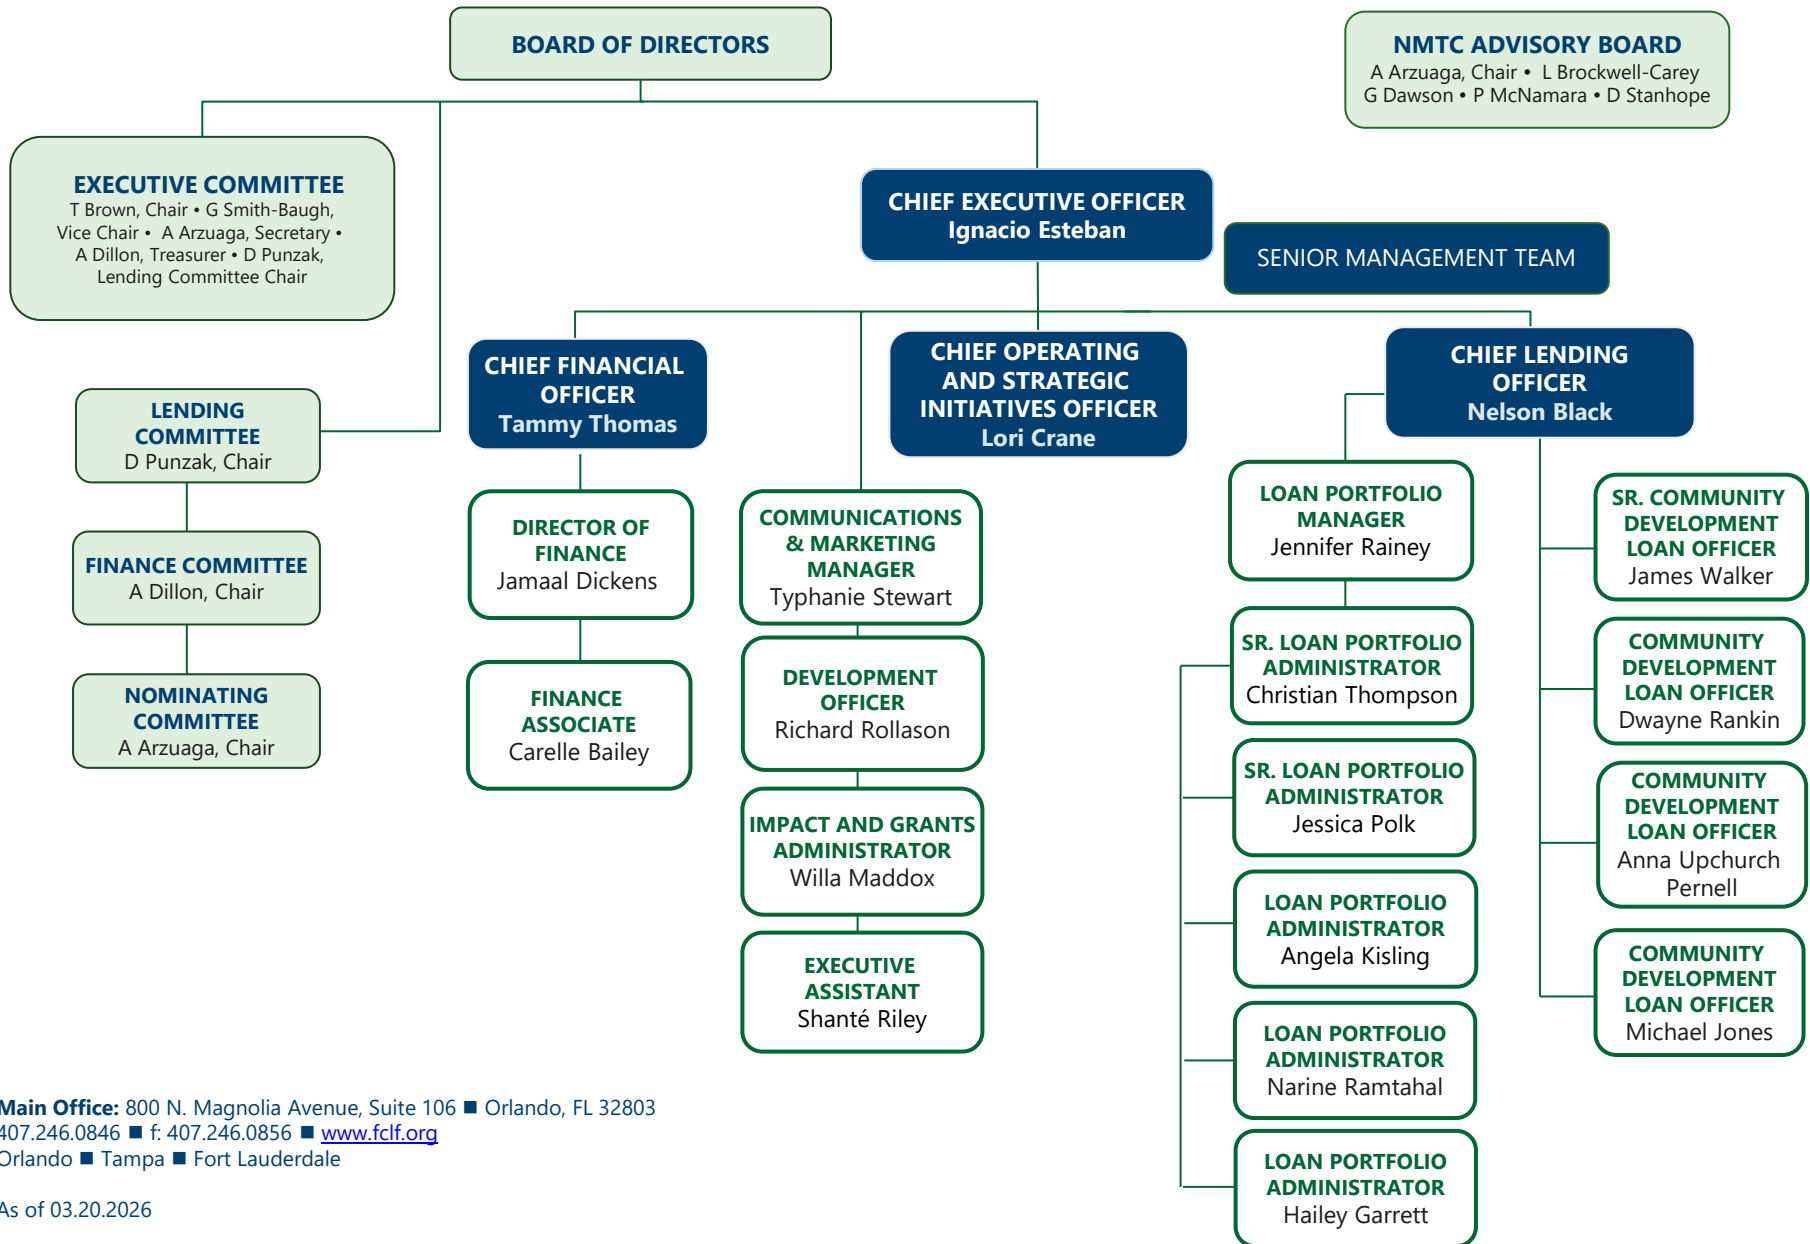 BOARD OF DIRECTORS
NMTC ADVISORY BOARD
A Arzuaga, Chair • L Brockwell-Carey
G Dawson • P McNamara • D Stanhope
EXECUTIVE COMMITTEE
T Brown, Chair • G Smith-Baugh,
Vice Chair • A Arzuaga, Secretary •
A Dillon, Treasurer • D Punzak,
Lending Committee Chair
CHIEF EXECUTIVE OFFICER
Ignacio Esteban
SENIOR MANAGEMENT TEAM
CHIEF FINANCIAL
OFFICER
Tammy Thomas
CHIEF OPERATING
AND STRATEGIC
INITIATIVES OFFICER
Lori Crane
CHIEF LENDING
OFFICER
Nelson Black
LENDING
COMMITTEE
D Punzak, Chair
FINANCE COMMITTEE
A Dillon, Chair
NOMINATING
COMMITTEE
A Arzuaga, Chair
DIRECTOR OF
FINANCE
Jamaal Dickens
FINANCE
ASSOCIATE
Carelle Bailey
COMMUNICATIONS
& MARKETING
MANAGER
Typhanie Stewart
DEVELOPMENT
OFFICER
Richard Rollason
IMPACT AND GRANTS
ADMINISTRATOR
Willa Maddox
EXECUTIVE
ASSISTANT
Shanté Riley
LOAN PORTFOLIO
MANAGER
Jennifer Rainey
SR. LOAN PORTFOLIO
ADMINISTRATOR
Christian Thompson
SR. LOAN PORTFOLIO
ADMINISTRATOR
Jessica Polk
LOAN PORTFOLIO
ADMINISTRATOR
Angela Kisling
LOAN PORTFOLIO
ADMINISTRATOR
Narine Ramtahal
LOAN PORTFOLIO
ADMINISTRATOR
Hailey Garrett
SR. COMMUNITY
DEVELOPMENT
LOAN OFFICER
James Walker
COMMUNITY
DEVELOPMENT
LOAN OFFICER
Dwayne Rankin
COMMUNITY
DEVELOPMENT
LOAN OFFICER
Anna Upchurch
Pernell
COMMUNITY
DEVELOPMENT
LOAN OFFICER
Michael Jones
Main Office: 800 N. Magnolia Avenue, Suite 106 ■ Orlando, FL 32803
407.246.0846 ■ f: 407.246.0856 ■ www.fclf.org
Orlando ■ Tampa ■ Fort Lauderdale
As of 03.20.2026